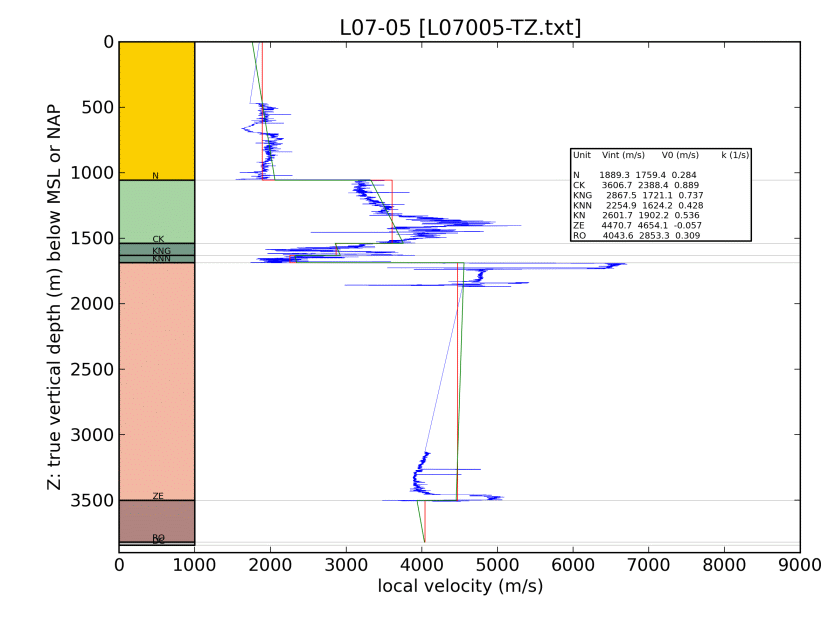 L07-05 [L07005-TZ.txt]
Z: true vertical depth (m) below MSL or NAP
0
500
1000
1500
2000
2500
3000
3500
N
CK
KNG
KNN
ZE
RO
Unit Vint (m/s) V0 (m/s) k (1/s)
N 1889.3 1759.4 0.284
CK 3606.7 2388.4 0.889
KNG 2867.5 1721.1 0.737
KNN 2254.9 1624.2 0.428
KN 2601.7 1902.2 0.536
ZE 4470.7 4654.1 -0.057
RO 4043.6 2853.3 0.309
0 1000 2000 3000 4000 5000 6000 7000 8000 9000
local velocity (m/s)